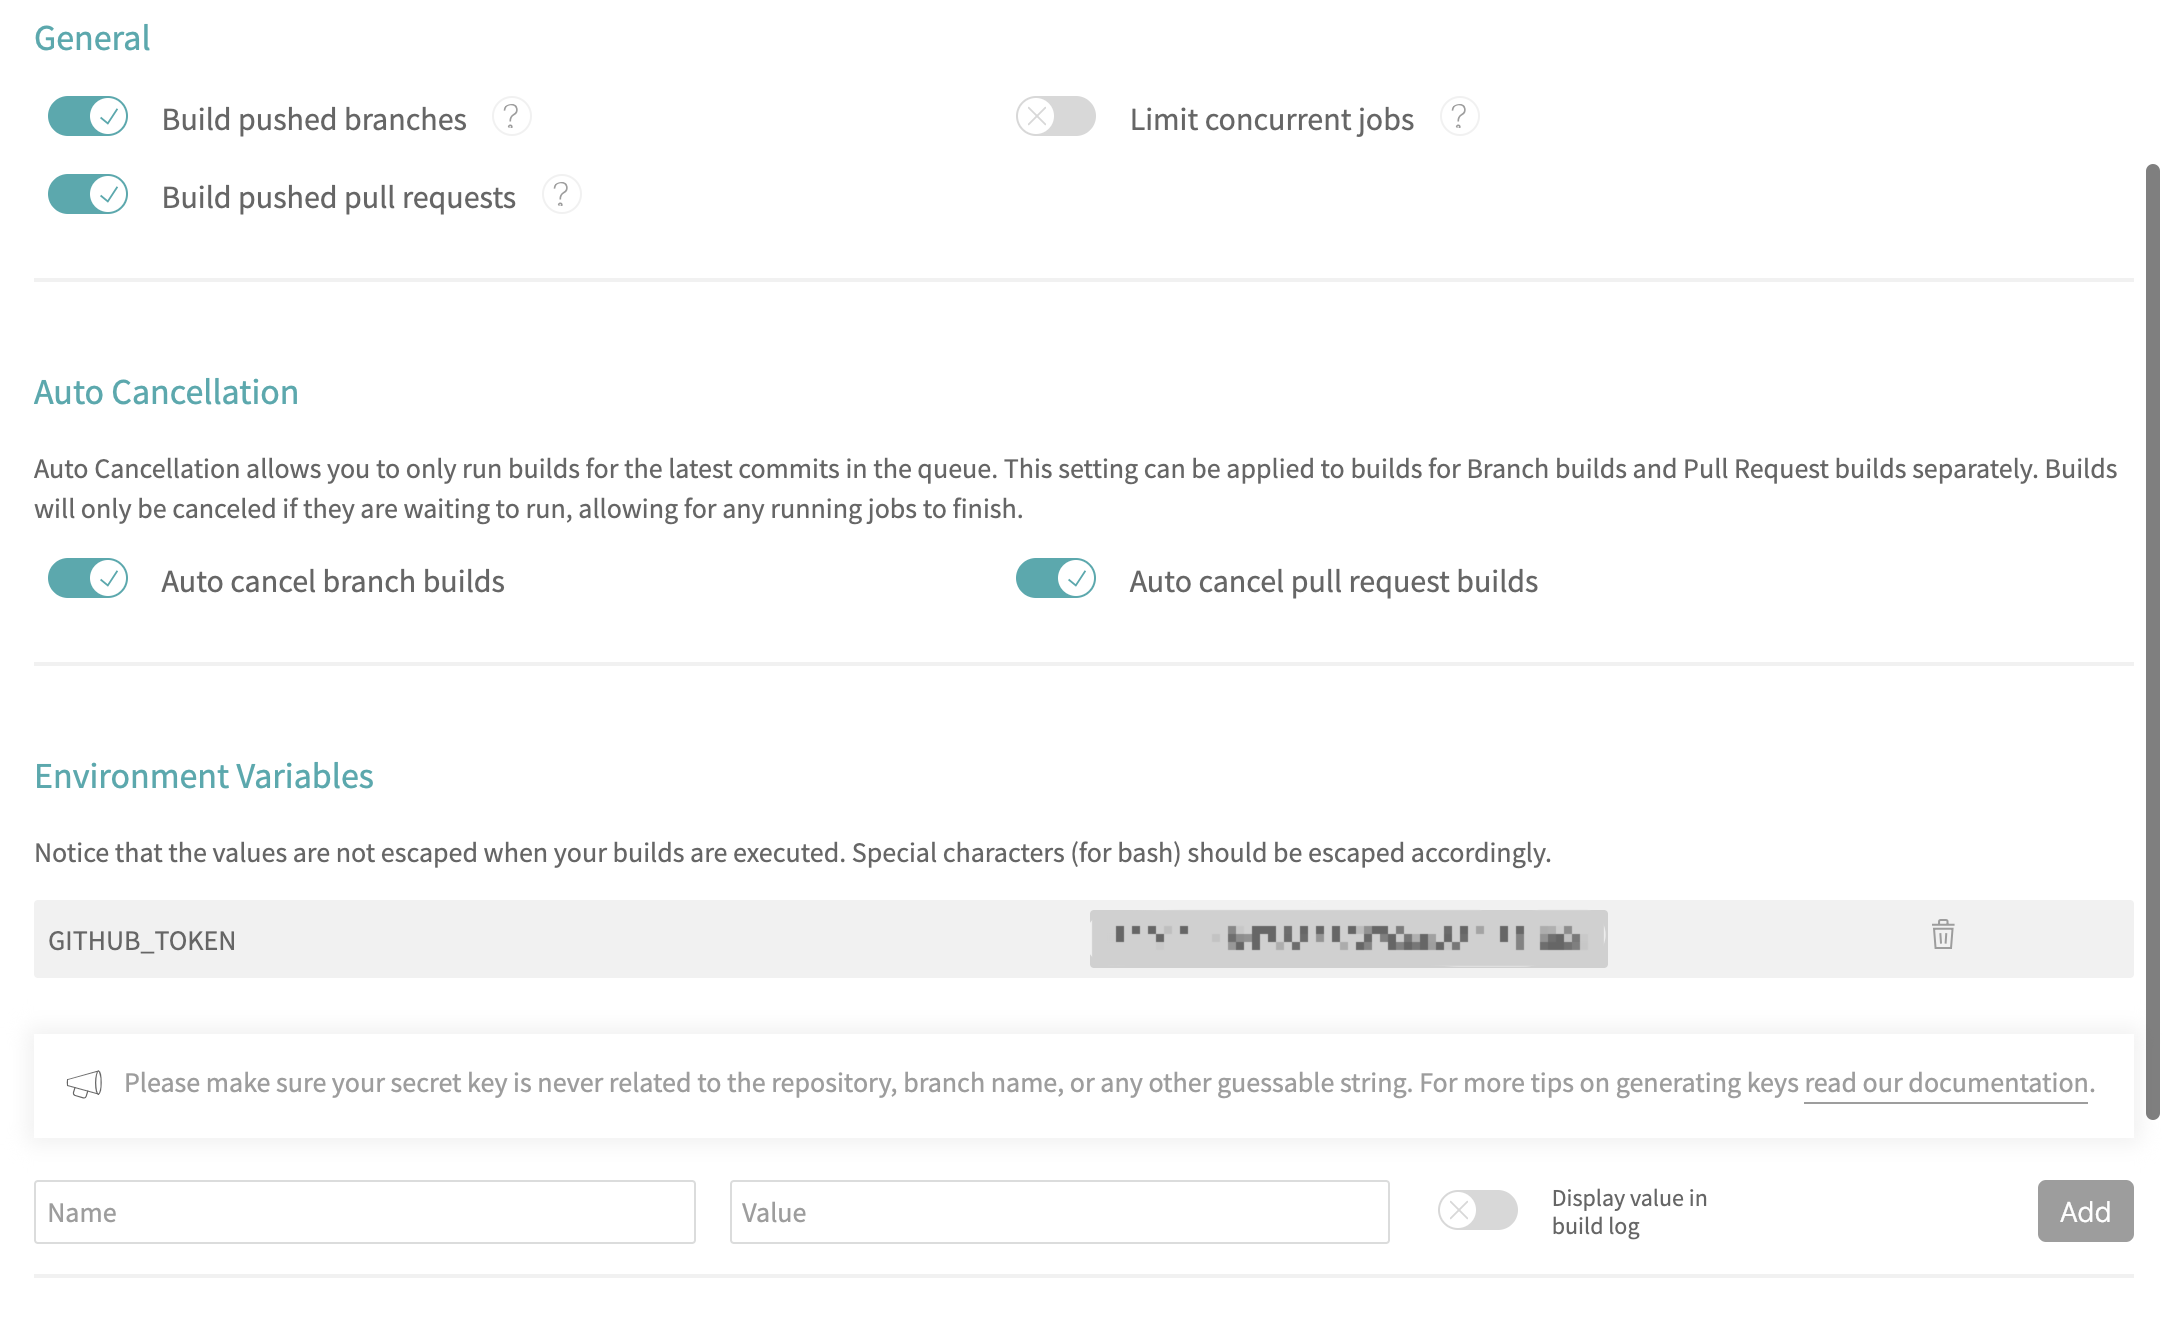 General
Build pushed branches ?
Limit concurrent jobs ?
Build pushed pull requests ?
Auto Cancellation
Auto Cancellation allows you to only run builds for the latest commits in the queue. This setting can be applied to builds for Branch builds and Pull Request builds separately. Builds
will only be canceled if they are waiting to run, allowing for any running jobs to finish.
Auto cancel branch builds
Auto cancel pull request builds
Environment Variables
Notice that the values are not escaped when your builds are executed. Special characters (for bash) should be escaped accordingly.
GITHUB_TOKEN
Please make sure your secret key is never related to the repository, branch name, or any other guessable string. For more tips on generating keys read our documentation.
Name
Value
Display value in
build log
Add